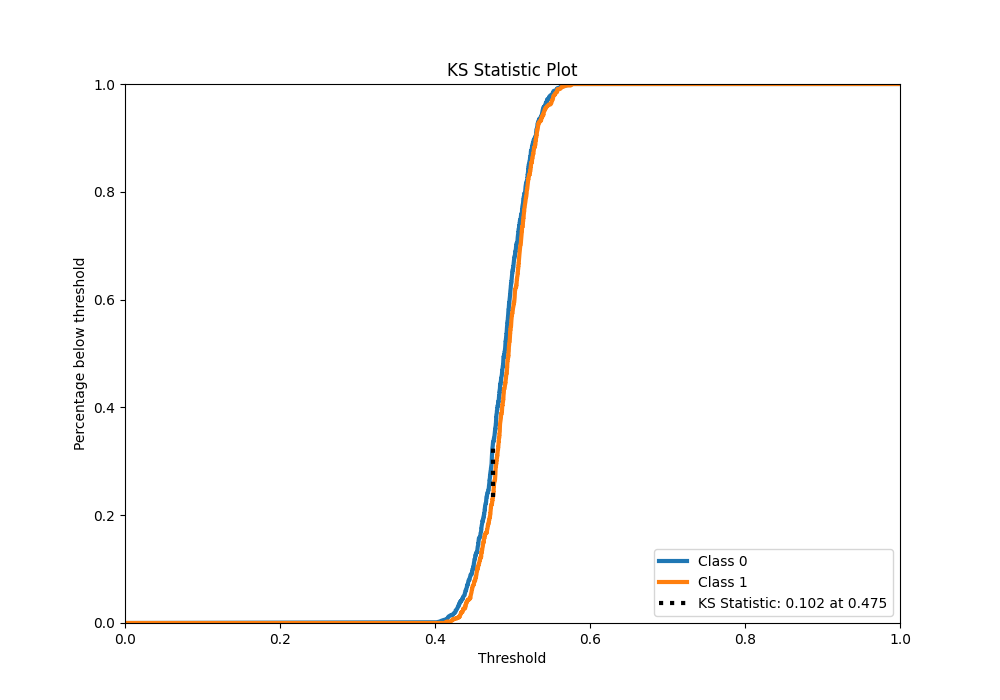 KS Statistic Plot
1.0
0.8
0.6
0.4
0.2
0.0
Percentage below threshold
0.0 0.2 0.4 0.6 0.8 1.0
Threshold
Class 0
Class 1
KS Statistic: 0.102 at 0.475